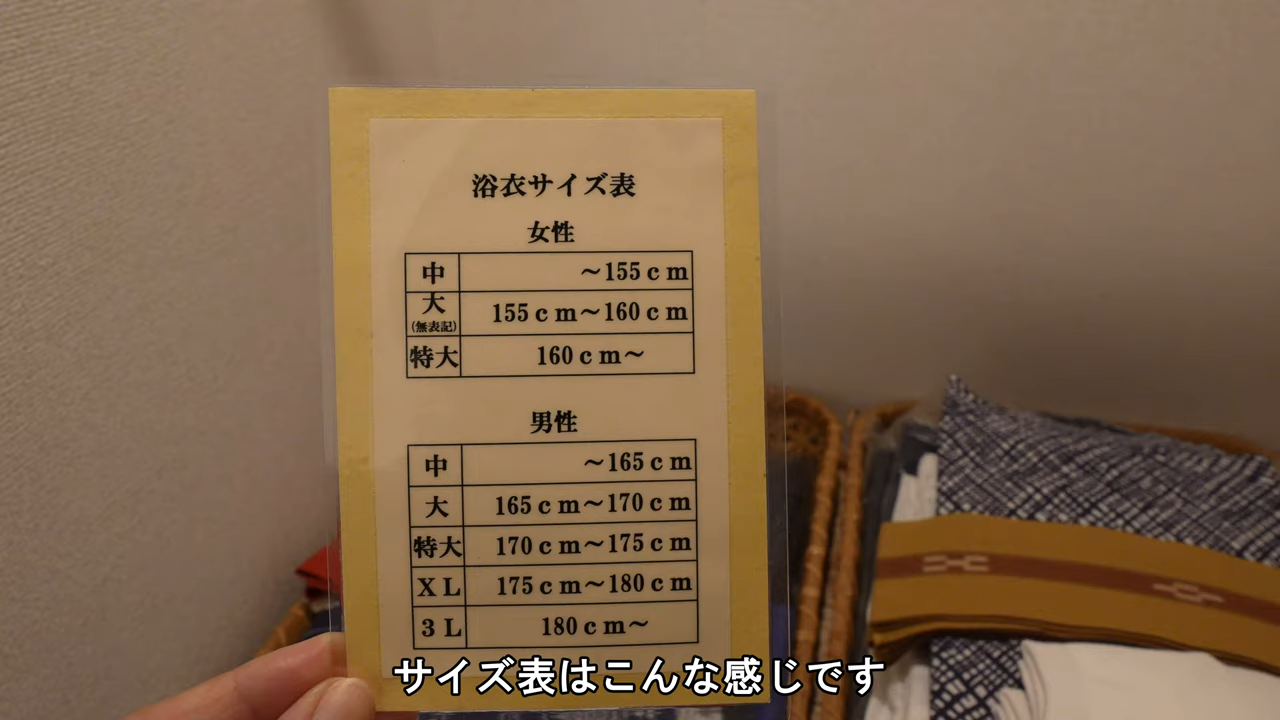 浴衣サイズ表
女性
中 ～155ｃｍ
大 155ｃｍ～160ｃｍ
(無表記)
特大 160ｃｍ～
男性
中 ～165ｃｍ
大 165ｃｍ～170ｃｍ
特大 170ｃｍ～175ｃｍ
ＸＬ 175ｃｍ～180ｃｍ
３Ｌ 180ｃｍ～
サイズ表はこんな感じです